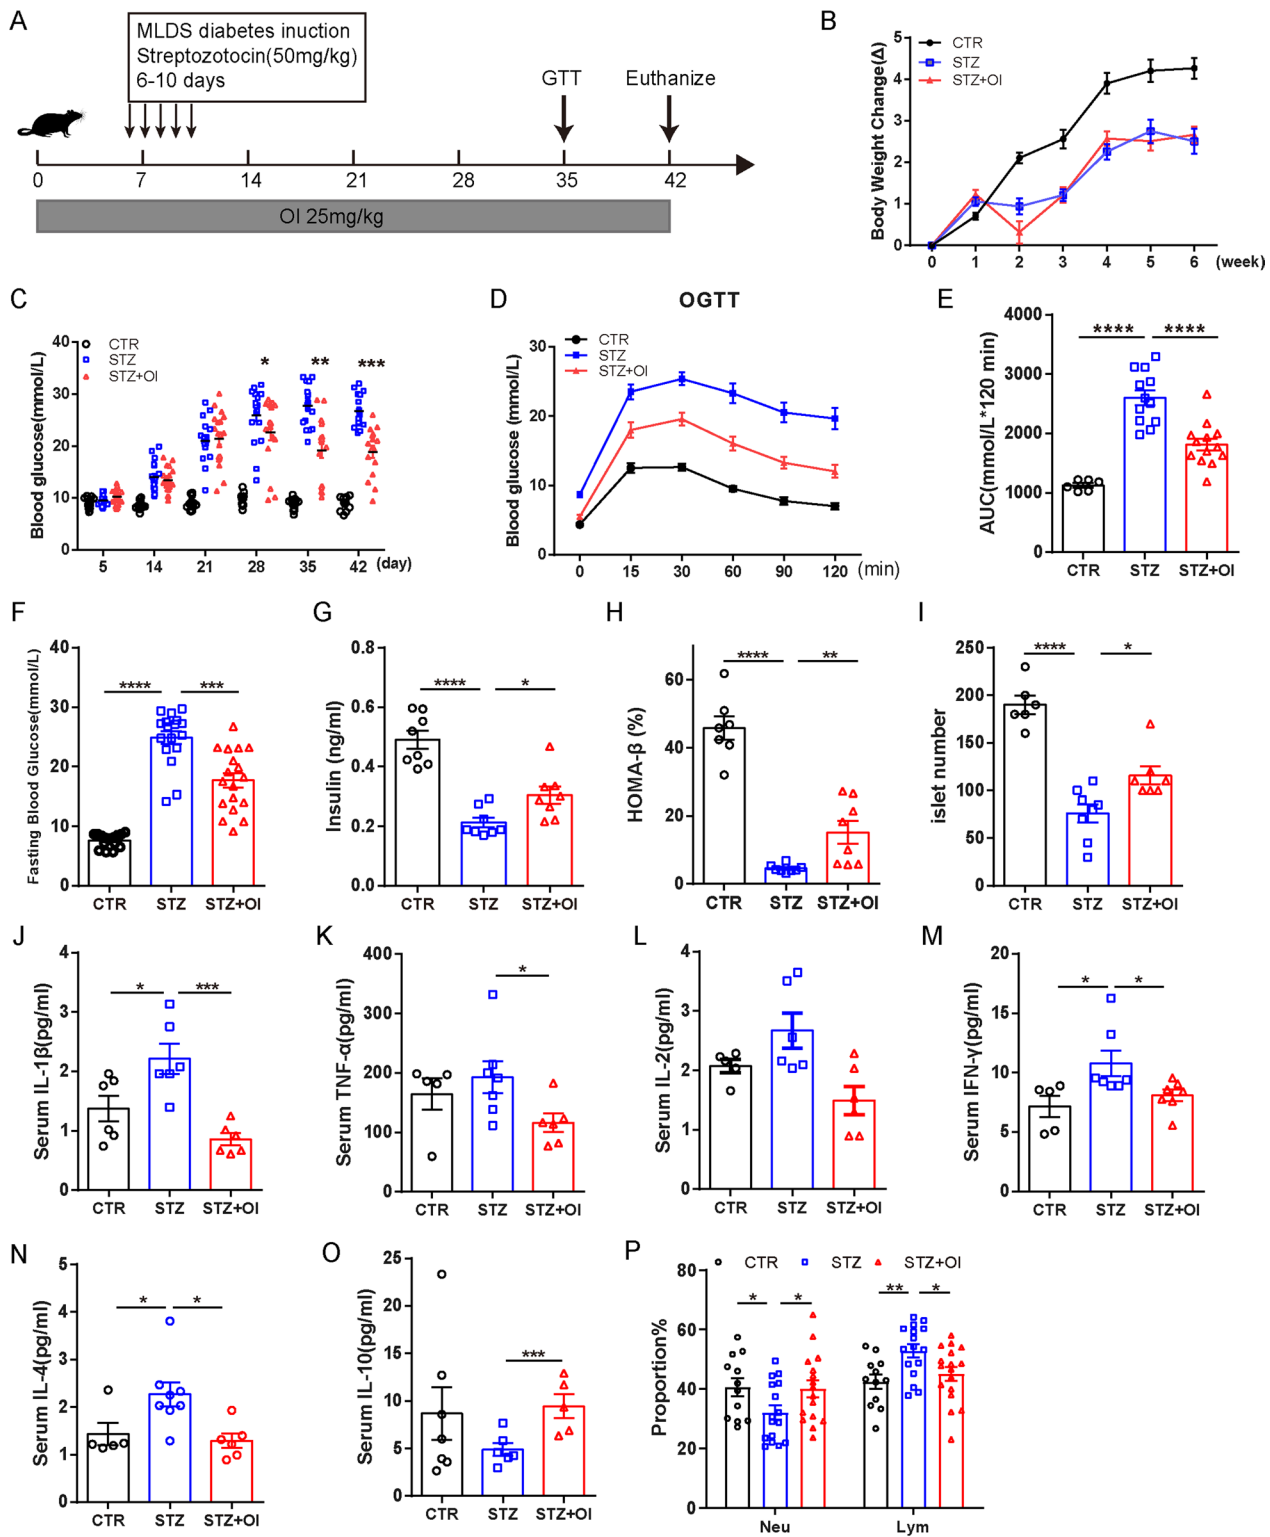 A
MLDS diabetes inuction
Streptozotocin(50mg/kg)
6-10 days
GTT
Euthanize
0 7 14 21 28 35 42
OI 25mg/kg
B
CTR
STZ
STZ+OI
Body Weight Change(Δ)
5
4
3
2
1
0
0 1 2 3 4 5 6 (week)
C
CTR
STZ
STZ+OI
* ** ***
Blood glucose(mmol/L)
40
30
20
10
0
5 14 21 28 35 42 (day)
D
OGTT
CTR
STZ
STZ+OI
Blood glucose (mmol/L)
30
20
10
0
0 15 30 60 90 120 (min)
E
**** ****
AUC(mmol/L*120 min)
4000
3000
2000
1000
0
CTR STZ STZ+OI
F
**** ***
Fasting Blood Glucose(mmol/L)
40
30
20
10
0
CTR STZ STZ+OI
G
**** *
Insulin (ng/ml)
0.8
0.6
0.4
0.2
0.0
CTR STZ STZ+OI
H
**** **
HOMA-β (%)
60
40
20
0
CTR STZ STZ+OI
I
**** *
islet number
250
200
150
100
50
0
CTR STZ STZ+OI
J
* ***
Serum IL-1β(pg/ml)
4
3
2
1
0
CTR STZ STZ+OI
K
*
Serum TNF-α(pg/ml)
400
300
200
100
0
CTR STZ STZ+OI
L
Serum IL-2(pg/ml)
4
3
2
1
0
CTR STZ STZ+OI
M
* *
Serum IFN-γ(pg/ml)
20
15
10
5
0
CTR STZ STZ+OI
N
* *
Serum IL-4(pg/ml)
5
4
3
2
1
0
CTR STZ STZ+OI
O
***
Serum IL-10(pg/ml)
25
20
15
10
5
0
CTR STZ STZ+OI
P
CTR STZ STZ+OI
* * ** *
Proportion%
80
60
40
20
0
Neu Lym